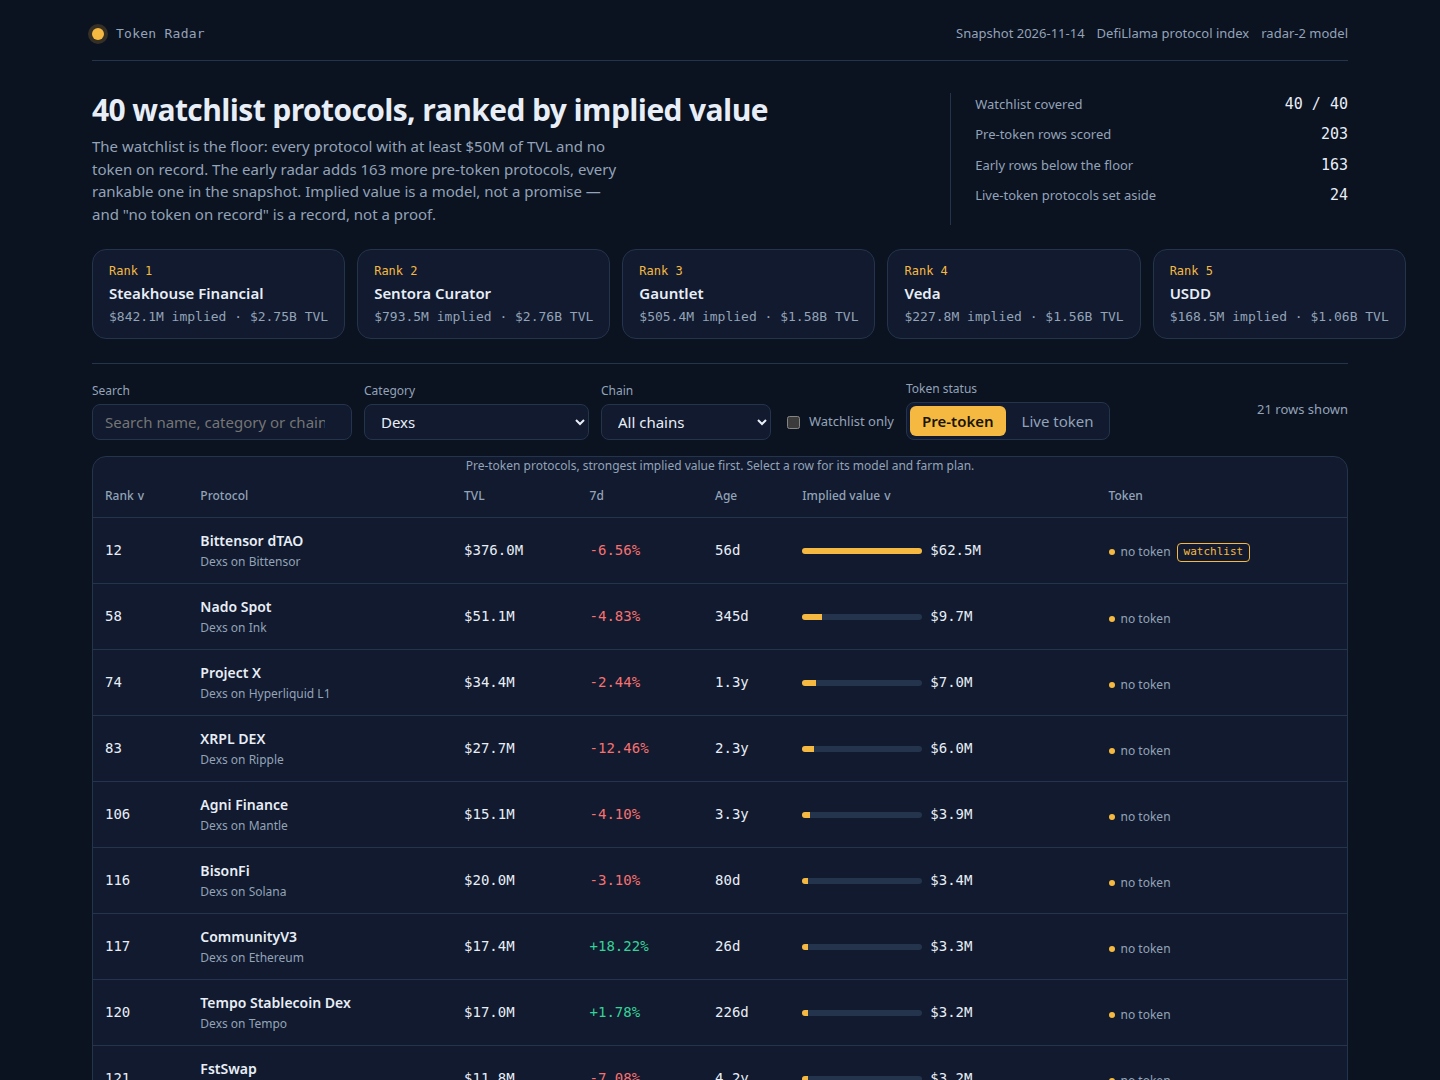 Token Radar
Snapshot 2026-11-14 DefiLlama protocol index radar-2 model
40 watchlist protocols, ranked by implied value
The watchlist is the floor: every protocol with at least $50M of TVL and no
token on record. The early radar adds 163 more pre-token protocols, every
rankable one in the snapshot. Implied value is a model, not a promise —
and "no token on record" is a record, not a proof.
Watchlist covered 40 / 40
Pre-token rows scored 203
Early rows below the floor 163
Live-token protocols set aside 24
Rank 1
Steakhouse Financial
$842.1M implied · $2.75B TVL
Rank 2
Sentora Curator
$793.5M implied · $2.76B TVL
Rank 3
Gauntlet
$505.4M implied · $1.58B TVL
Rank 4
Veda
$227.8M implied · $1.56B TVL
Rank 5
USDD
$168.5M implied · $1.06B TVL
Search
Search name, category or chain
Category
Dexs
Chain
All chains
Watchlist only
Token status
Pre-token Live token
21 rows shown
Pre-token protocols, strongest implied value first. Select a row for its model and farm plan.
Rank v Protocol TVL 7d Age Implied value v Token
12 Bittensor dTAO $376.0M -6.56% 56d $62.5M no token watchlist
Dexs on Bittensor
58 Nado Spot $51.1M -4.83% 345d $9.7M no token
Dexs on Ink
74 Project X $34.4M -2.44% 1.3y $7.0M no token
Dexs on Hyperliquid L1
83 XRPL DEX $27.7M -12.46% 2.3y $6.0M no token
Dexs on Ripple
106 Agni Finance $15.1M -4.10% 3.3y $3.9M no token
Dexs on Mantle
116 BisonFi $20.0M -3.10% 80d $3.4M no token
Dexs on Solana
117 CommunityV3 $17.4M +18.22% 26d $3.3M no token
Dexs on Ethereum
120 Tempo Stablecoin Dex $17.0M +1.78% 226d $3.2M no token
Dexs on Tempo
121 FstSwap $11.8M -7.08% 4.2y $3.2M no token